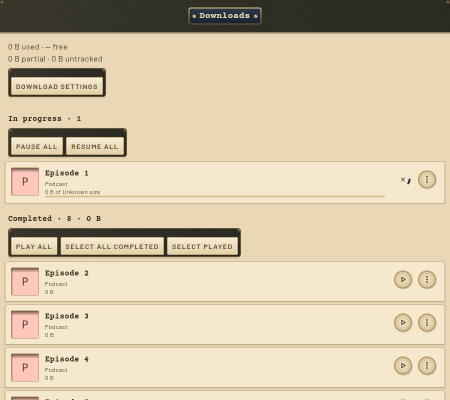 Downloads
0 B used · — free
0 B partial · 0 B untracked
DOWNLOAD SETTINGS
In progress · 1
PAUSE ALL RESUME ALL
P
Episode 1
Podcast
0 B of Unknown size
Completed · 8 · 0 B
PLAY ALL SELECT ALL COMPLETED SELECT PLAYED
P
Episode 2
Podcast
0 B
P
Episode 3
Podcast
0 B
P
Episode 4
Podcast
0 B